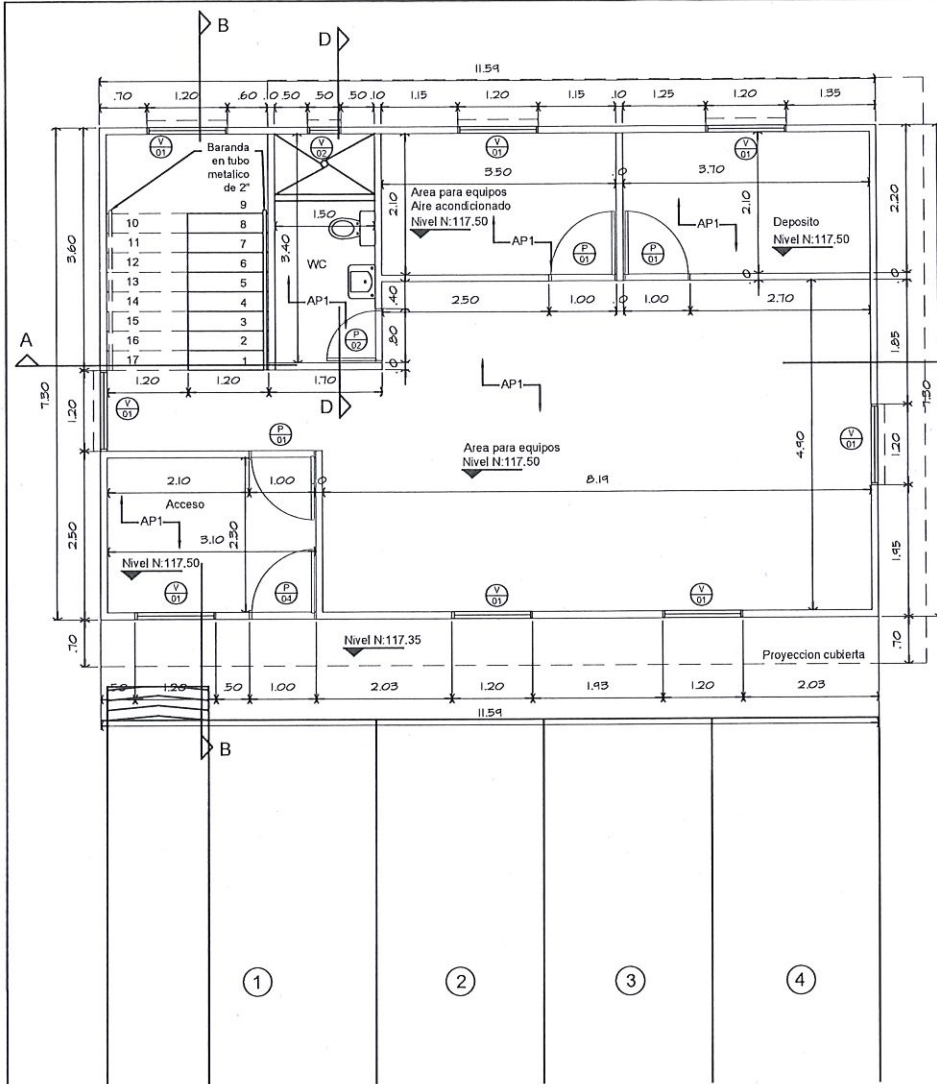 B
D
11.59
.70 1.20 .60 .10 .50 .50 .50 .10 1.15 1.20 1.15 .10 1.25 1.20 1.35
V 01
V 02
V 01
V 01
Baranda
en tubo
metalico
de 2"
3.50
3.70
Area para equipos
Aire acondicionado
Nivel N:117.50
2.10
2.10
2.20
Deposito
Nivel N:117.50
AP1
AP1
P 01
P 01
1.50
3.60
3.40
WC
AP1
9
10 8
11 7
12 6
13 5
14 4
15 3
16 2
17 1
2.50 1.00 .0 1.00 2.70
.0
.0
.40
.80
.0
P 02
A
1.85
7.30
7.30
1.20 1.20 1.70
D
AP1
V 01
P 01
1.20
Area para equipos
Nivel N:117.50
4.90
V 01
1.20
2.10 1.00 .0 8.19
Acceso
AP1
3.10
2.30
2.50
1.95
Nivel N:117.50
V 01
P 04
V 01
V 01
.70
Nivel N:117.35
Proyeccion cubierta
.70
.50 1.20 .50 1.00 2.03 1.20 1.93 1.20 2.03
11.59
B
1
2
3
4